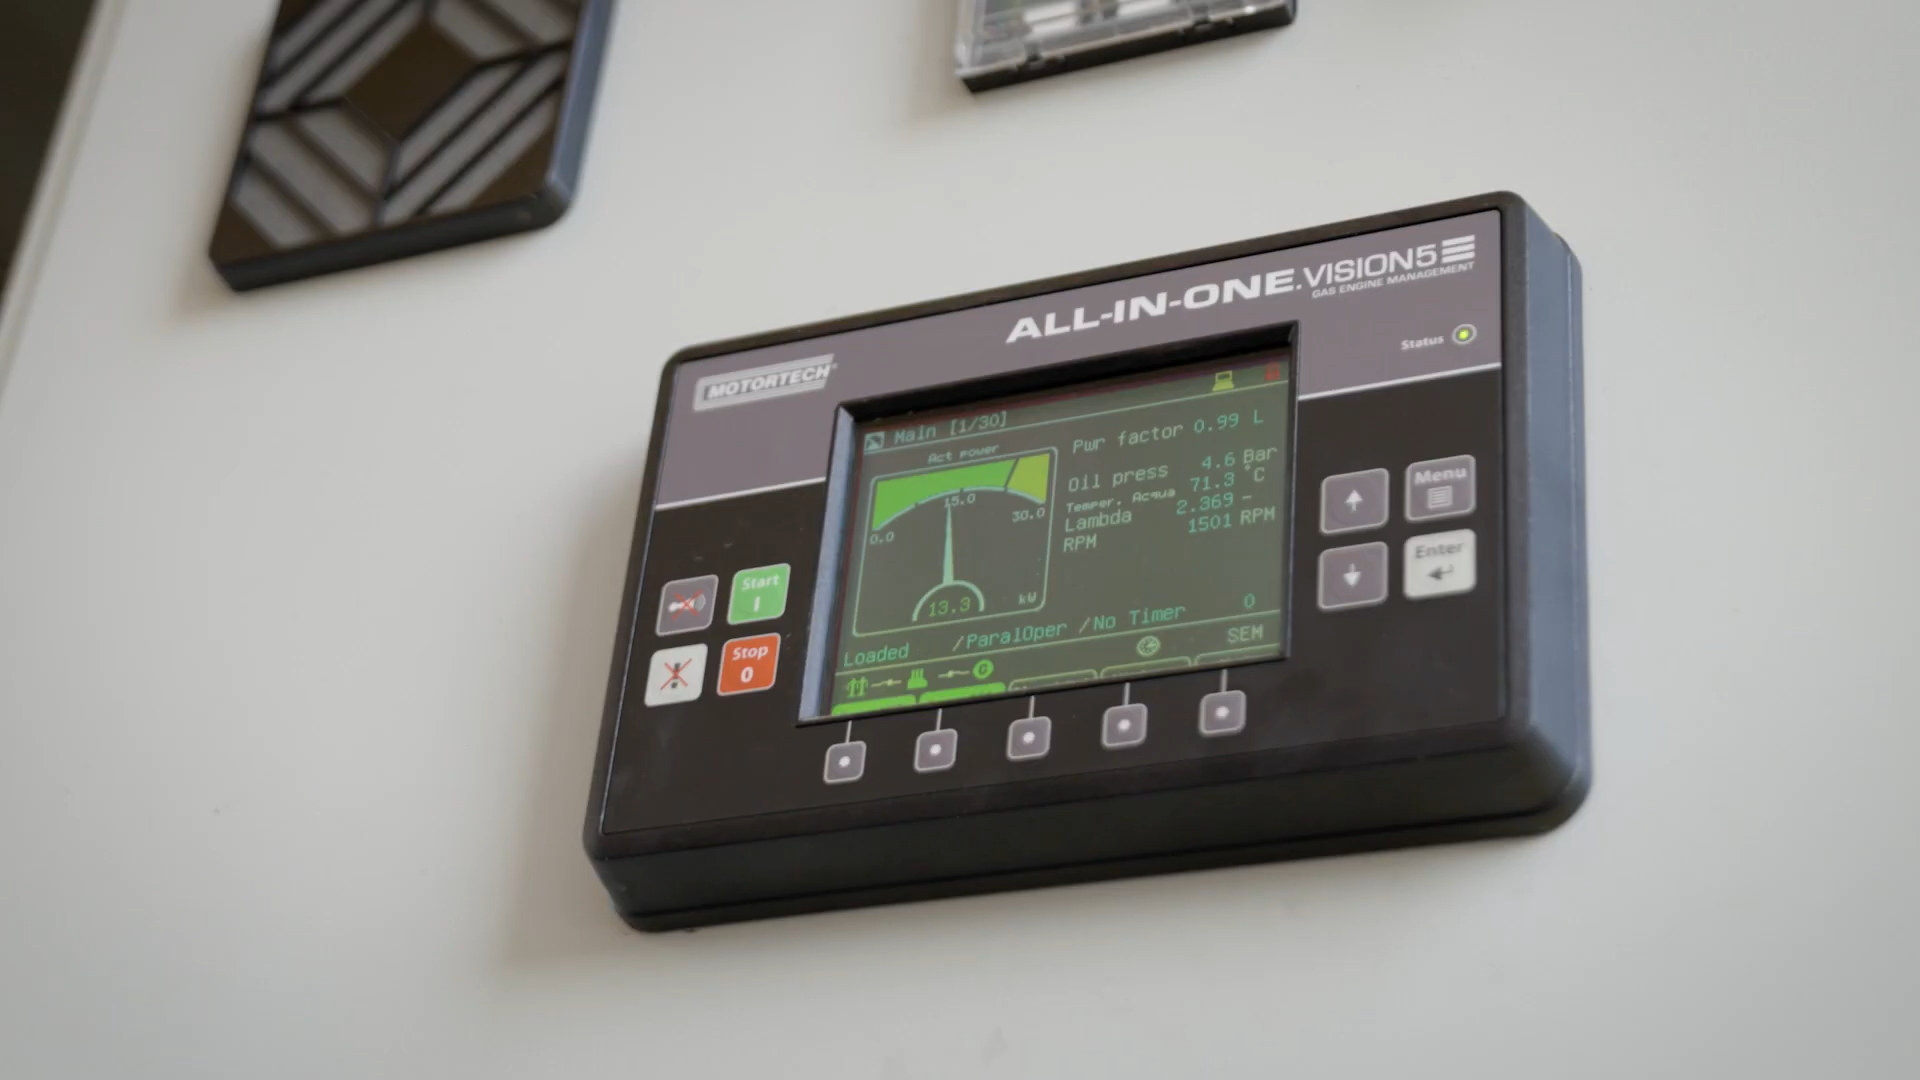 ALL-IN-ONE.VISION5
GAS ENGINE MANAGEMENT
Status
MOTORTECH
Main [1/30]
Act power
15.0
0.0
30.0
13.3
kW
Pwr factor 0.99 L
Oil press 4.6 Bar
Temper. Acqua 71.3 °C
Lambda 2.369 -
RPM 1501 RPM
Loaded /ParalOper /No Timer 0
SEM
G
Start
I
Stop
0
Menu
Enter